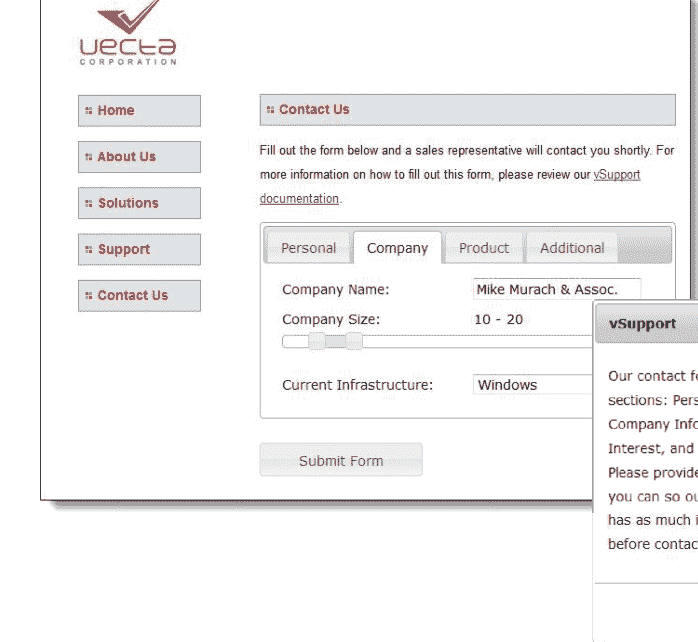 vecta
CORPORATION
Home
About Us
Solutions
Support
Contact Us
Contact Us
Fill out the form below and a sales representative will contact you shortly. For
more information on how to fill out this form, please review our vSupport
documentation.
Personal Company Product Additional
Company Name: Mike Murach & Assoc.
Company Size: 10 - 20
Current Infrastructure: Windows
Submit Form
vSupport
Our contact f
sections: Pers
Company Info
Interest, and
Please provide
you can so ou
has as much i
before contac